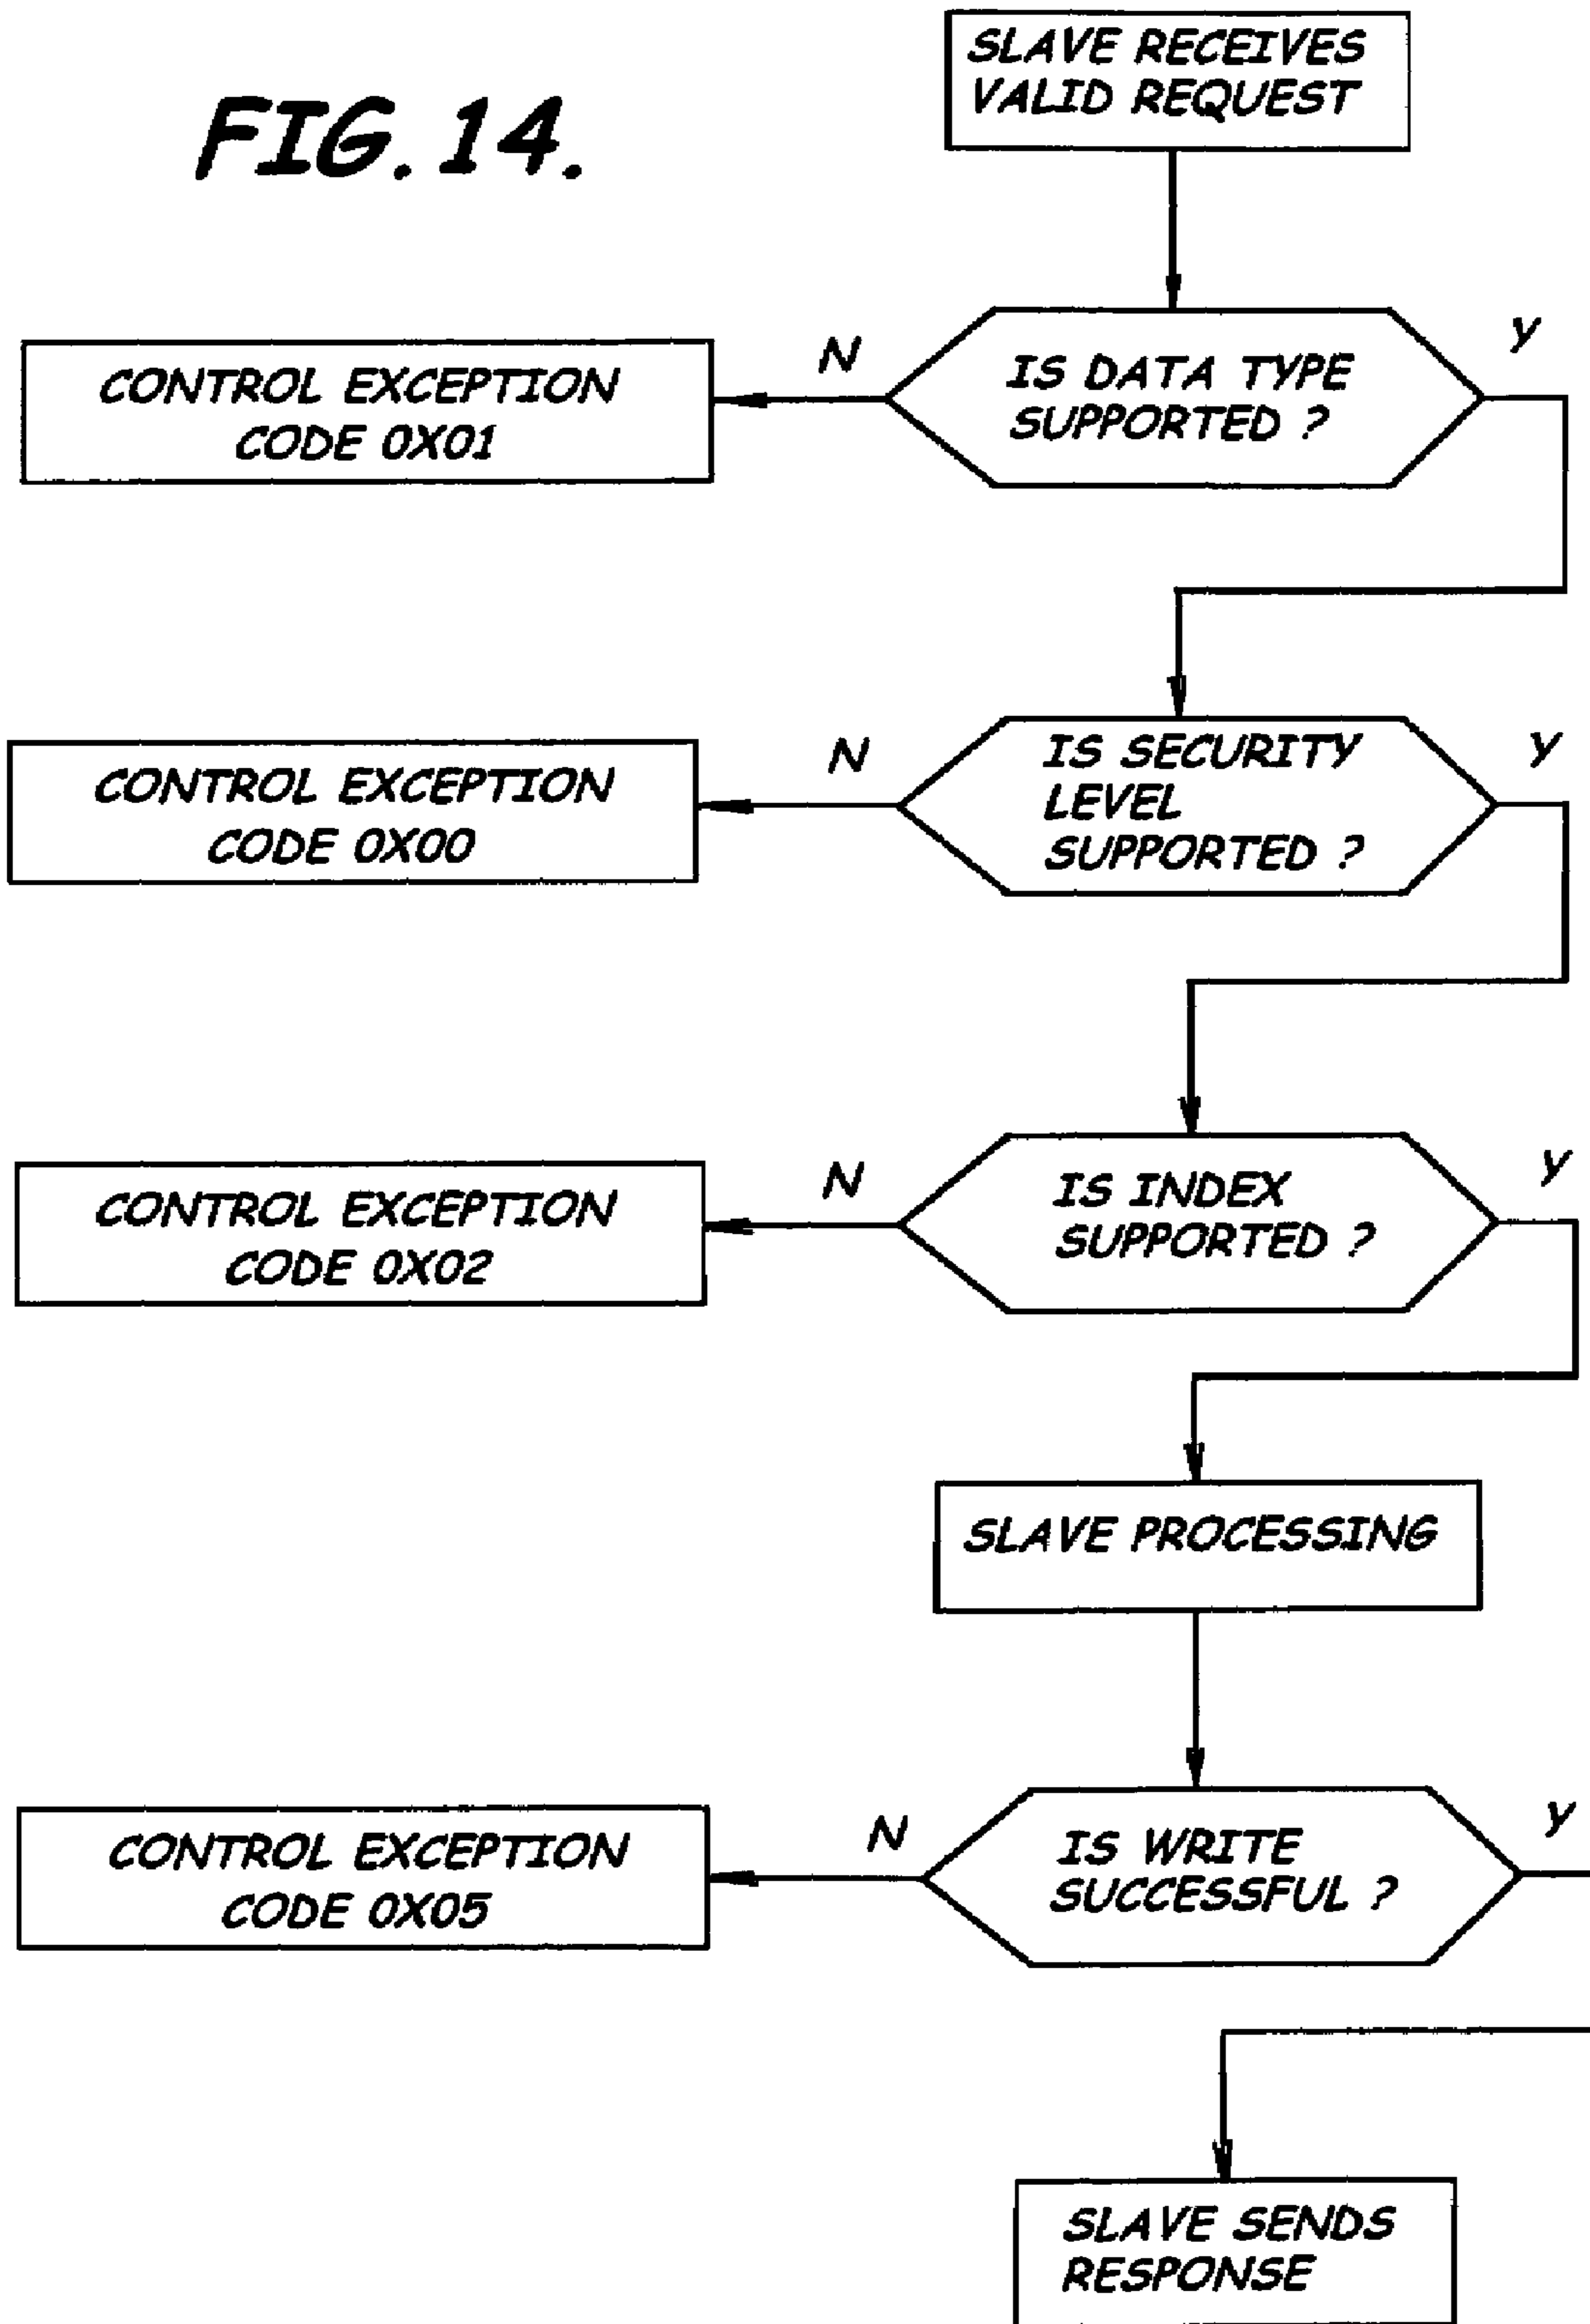 FIG. 14.
SLAVE RECEIVES
VALID REQUEST
IS DATA TYPE
SUPPORTED ?
N
Y
CONTROL EXCEPTION
CODE 0X01
IS SECURITY
LEVEL
SUPPORTED ?
N
Y
CONTROL EXCEPTION
CODE 0X00
IS INDEX
SUPPORTED ?
N
Y
CONTROL EXCEPTION
CODE 0X02
SLAVE PROCESSING
IS WRITE
SUCCESSFUL ?
N
Y
CONTROL EXCEPTION
CODE 0X05
SLAVE SENDS
RESPONSE